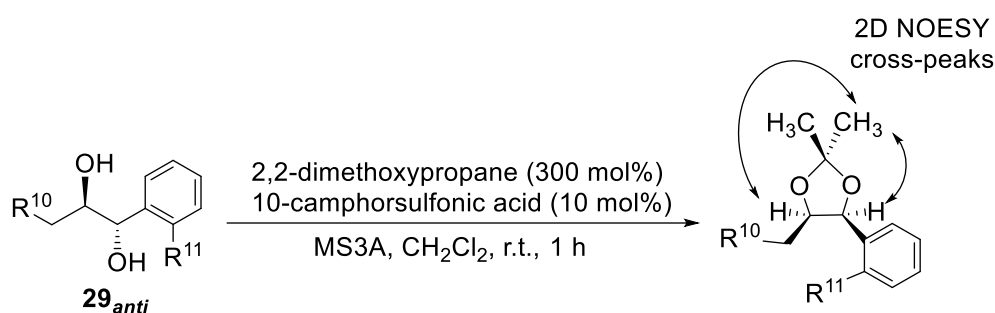 2D NOESY
cross-peaks
H₃C CH₃
OH
2,2-dimethoxypropane (300 mol%)
O O
R¹⁰
10-camphorsulfonic acid (10 mol%)
H H
R¹⁰
OH R¹¹
MS3A, CH₂Cl₂, r.t., 1 h
29anti
R¹¹